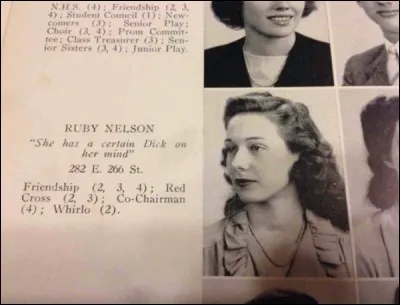 N.H.S. (4); Friendship (2, 3,
4); Student Council (1); New-
comers (3); Senior Play;
Choir (3, 4); Prom Commit-
tee; Class Treasurer (3); Sen-
ior Sisters (3, 4); Junior Play.
RUBY NELSON
"She has a certain Dick on
her mind"
282 E. 266 St.
Friendship (2, 3, 4); Red
Cross (2, 3); Co-Chairman
(4); Whirlo (2).